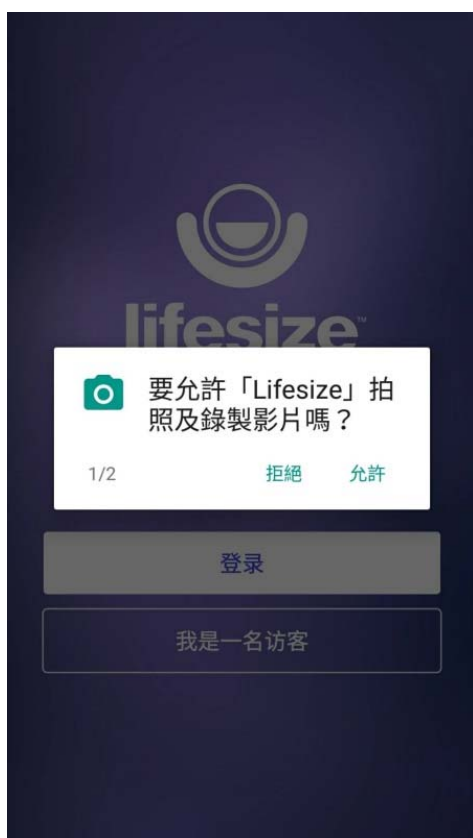 lifesize™
要允許「Lifesize」拍
照及錄製影片嗎？
1/2
拒絕
允許
登录
我是一名访客